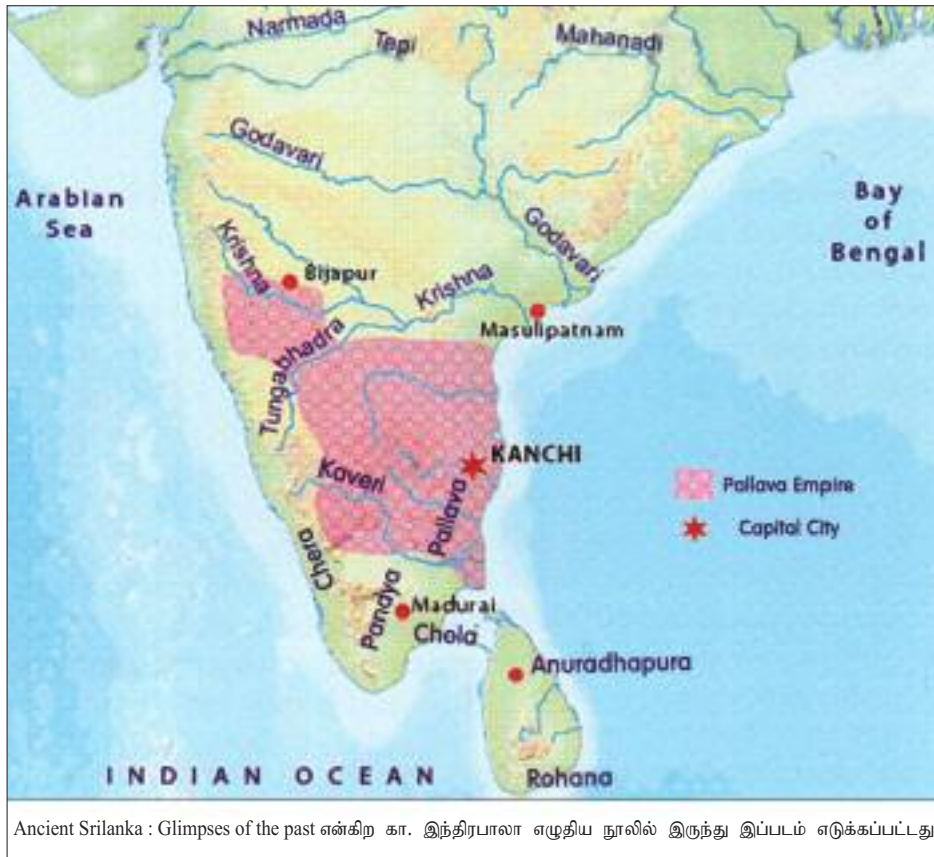 Narmada
Tepi
Mahanadi
Godavari
Arabian
Sea
Bay
of
Bengal
Godavari
Krishna
Bijapur
Krishna
Masulipatnam
Tungabhadra
KANCHI
Kaveri
Pallava
Pallava Empire
Capital City
Chera
Pandya
Madurai
Chola
Anuradhapura
INDIAN OCEAN
Rohana
Ancient Srilanka : Glimpses of the past என்கிற கா. இந்திரபாலா எழுதிய நூலில் இருந்து இப்படம் எடுக்கப்பட்டது